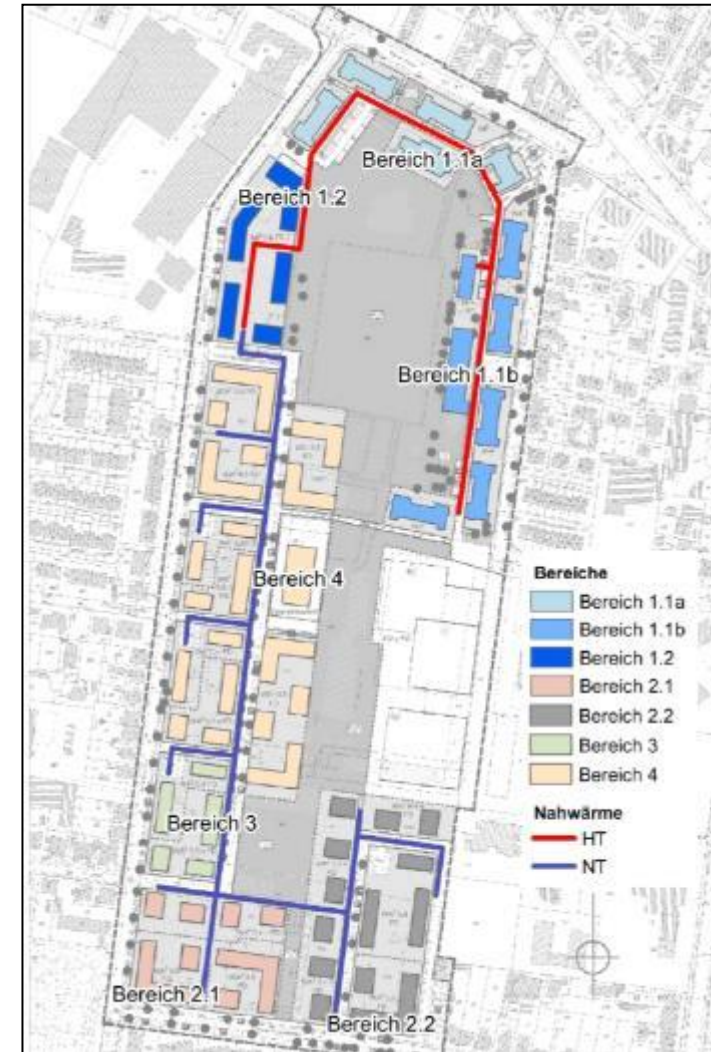 Bereich 1.1a
Bereich 1.2
Bereich 1.1b
Bereich 4
Bereich 3
Bereich 2.1
Bereich 2.2
Bereiche
Bereich 1.1a
Bereich 1.1b
Bereich 1.2
Bereich 2.1
Bereich 2.2
Bereich 3
Bereich 4
Nahwärme
HT
NT